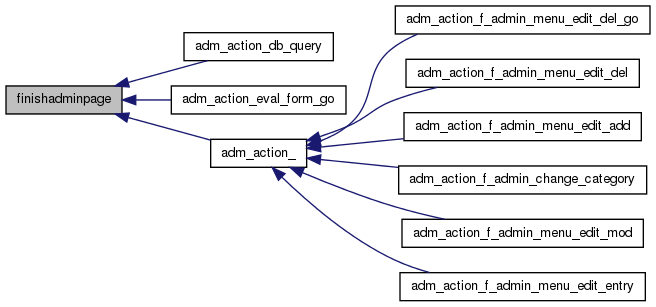 finishadminpage
adm_action_db_query
adm_action_eval_form_go
adm_action_
adm_action_f_admin_menu_edit_del_go
adm_action_f_admin_menu_edit_del
adm_action_f_admin_menu_edit_add
adm_action_f_admin_change_category
adm_action_f_admin_menu_edit_mod
adm_action_f_admin_menu_edit_entry